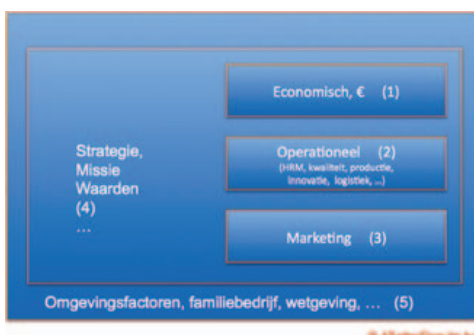 Economisch, € (1)
Strategie,
Missie
Waarden
(4)
...
Operationeel (2)
(HRM, kwaliteit, productie,
innovatie, logistiek, ...)
Marketing (3)
Omgevingsfactoren, familiebedrijf, wetgeving, ... (5)